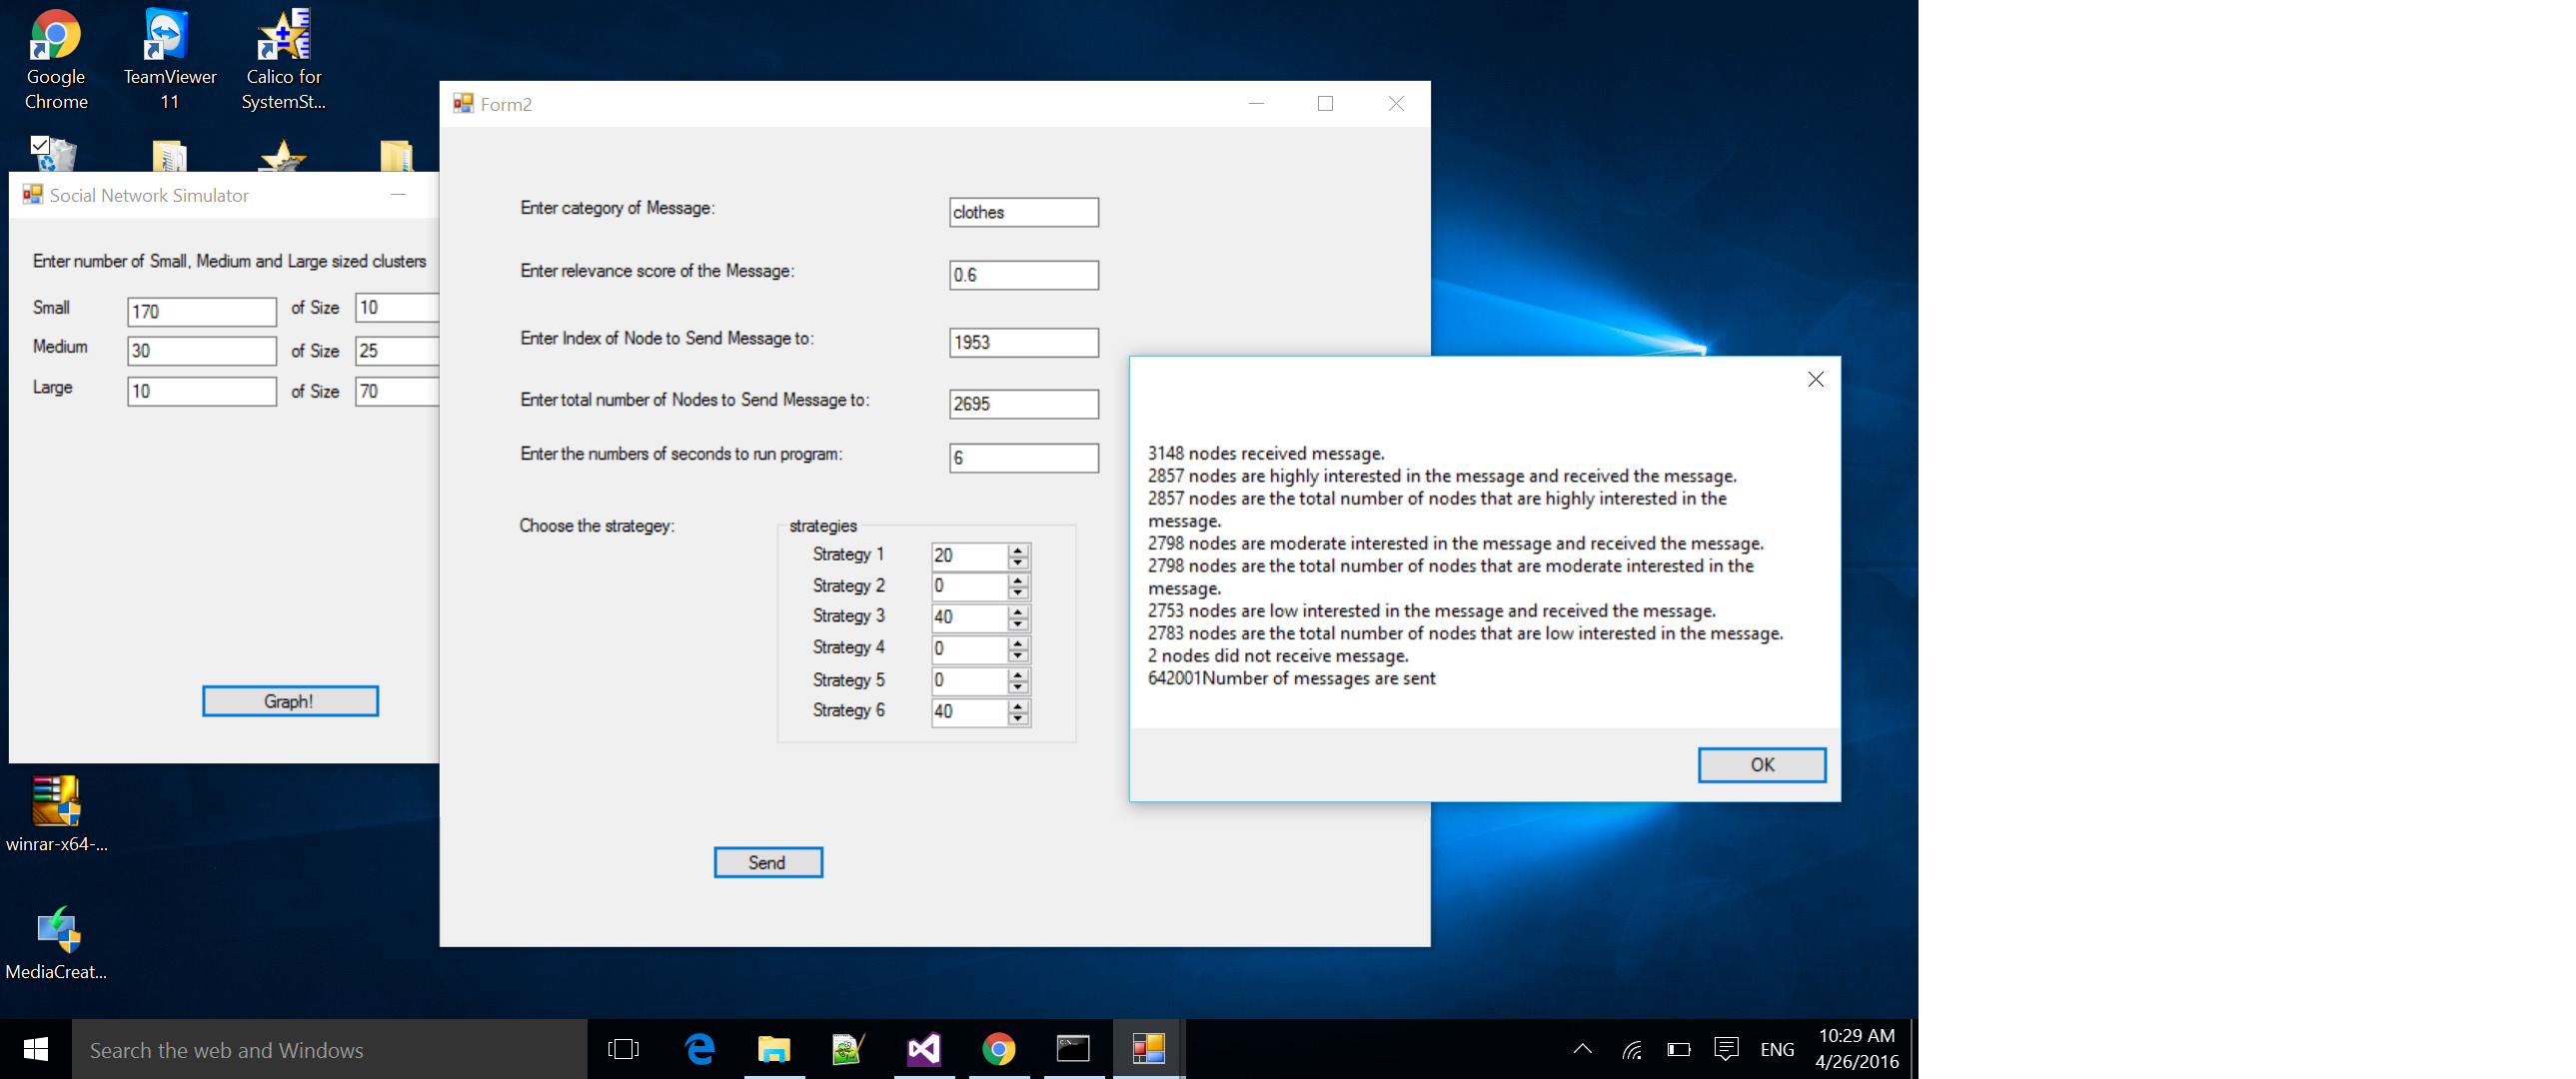 Google
Chrome
TeamViewer
11
Calico for
SystemSt...
Social Network Simulator
Enter number of Small, Medium and Large sized clusters
Small 170 of Size 10
Medium 30 of Size 25
Large 10 of Size 70
Graph!
winrar-x64-...
MediaCreat...
Form2
Enter category of Message: clothes
Enter relevance score of the Message: 0.6
Enter Index of Node to Send Message to: 1953
Enter total number of Nodes to Send Message to: 2695
Enter the numbers of seconds to run program: 6
Choose the strategey: strategies
Strategy 1 20
Strategy 2 0
Strategy 3 40
Strategy 4 0
Strategy 5 0
Strategy 6 40
Send
3148 nodes received message.
2857 nodes are highly interested in the message and received the message.
2857 nodes are the total number of nodes that are highly interested in the
message.
2798 nodes are moderate interested in the message and received the message.
2798 nodes are the total number of nodes that are moderate interested in the
message.
2753 nodes are low interested in the message and received the message.
2783 nodes are the total number of nodes that are low interested in the message.
2 nodes did not receive message.
642001Number of messages are sent
OK
Search the web and Windows
ENG
10:29 AM
4/26/2016